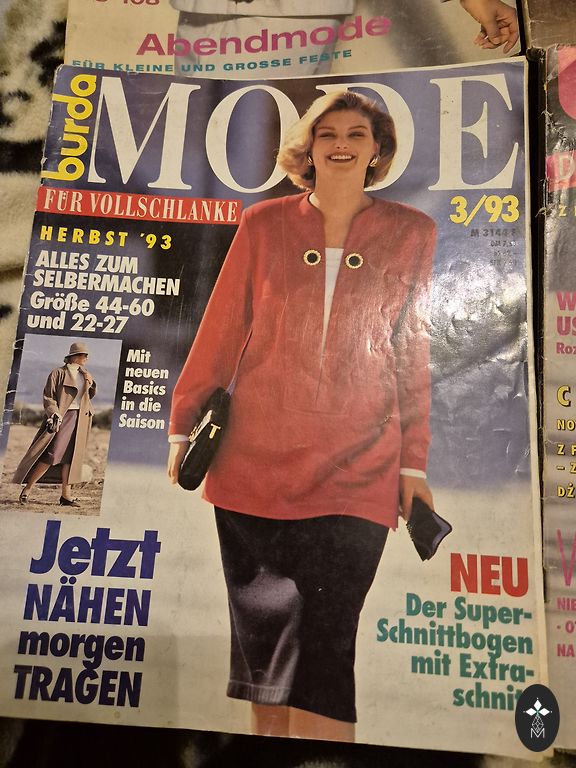 Abendmode
FÜR KLEINE UND GROSSE FESTE
burda
MODE
FÜR VOLLSCHLANKE
3/93
M 3144 F
HERBST '93
ALLES ZUM
SELBERMACHEN
Größe 44-60
und 22-27
Mit
neuen
Basics
in die
Saison
Jetzt
NÄHEN
morgen
TRAGEN
NEU
Der Super-
Schnittbogen
mit Extra-
schnitt